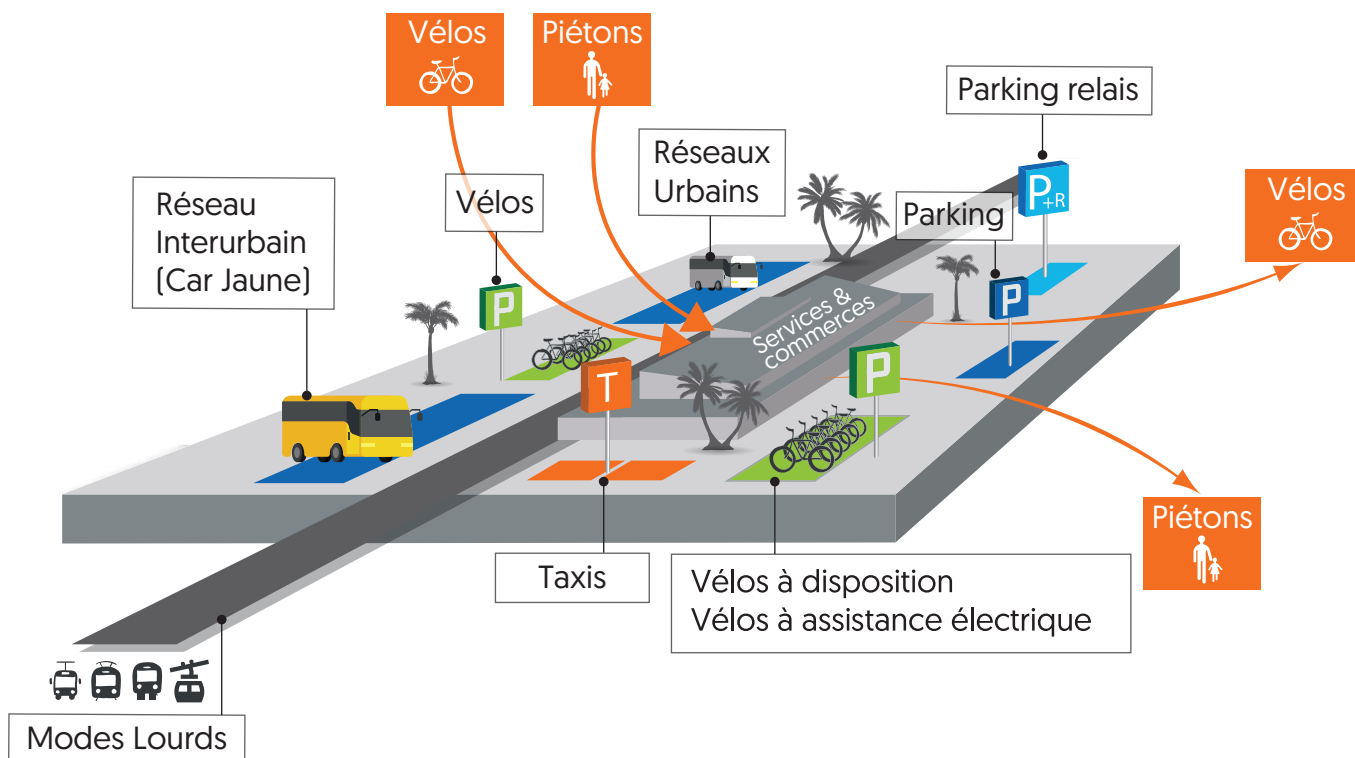 Vélos
Piétons
Parking relais
Réseaux
Urbains
Réseau
Interurbain
(Car Jaune)
Vélos
Parking
Vélos
P+R
P
P
Services &
commerces
T
P
Piétons
Taxis
Vélos à disposition
Vélos à assistance électrique
Modes Lourds